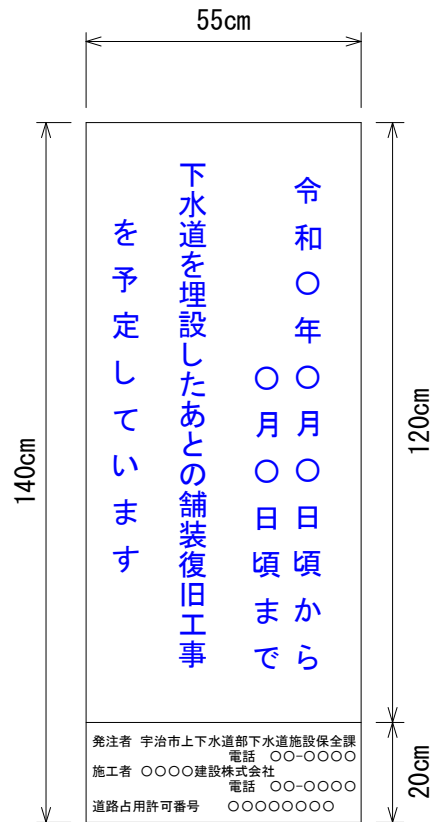 55cm
140cm
120cm
20cm
令和〇年〇月〇日頃から
〇月〇日頃まで
下水道を埋設したあとの舗装復旧工事
を予定しています
発注者 宇治市上下水道部下水道施設保全課
電話 〇〇-〇〇〇〇
施工者 〇〇〇〇建設株式会社
電話 〇〇-〇〇〇〇
道路占用許可番号 〇〇〇〇〇〇〇〇